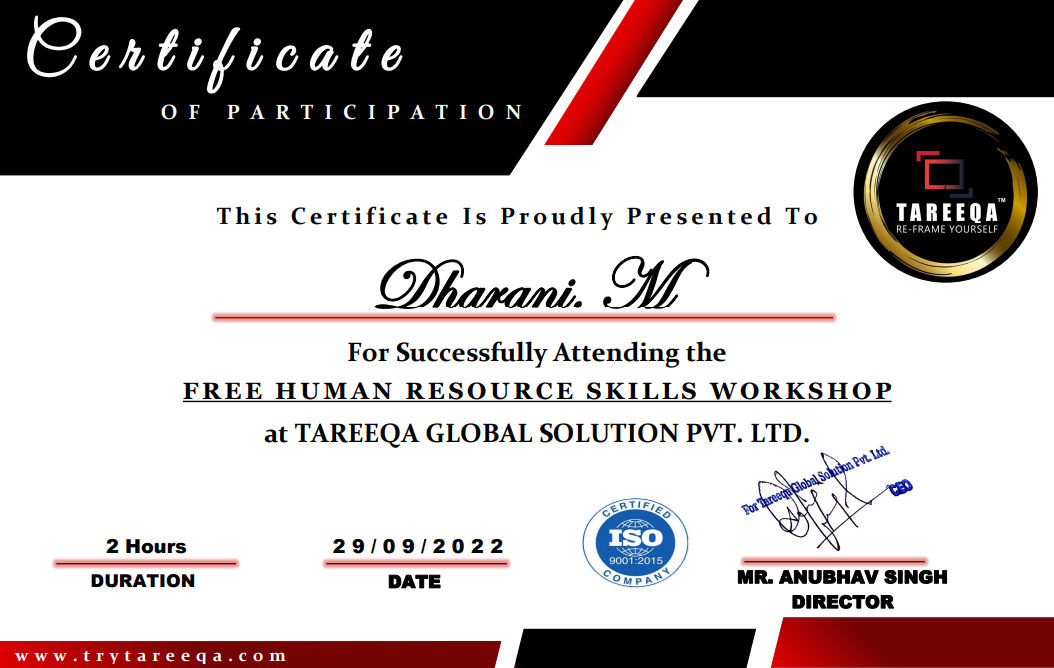 Certificate
OF PARTICIPATION
This Certificate Is Proudly Presented To
TAREEQA™
RE-FRAME YOURSELF
Dharani. M
For Successfully Attending the
FREE HUMAN RESOURCE SKILLS WORKSHOP
at TAREEQA GLOBAL SOLUTION PVT. LTD.
For Tareeqa Global Solution Pvt. Ltd.
CEO
CERTIFIED
ISO
9001:2015
COMPANY
2 Hours
DURATION
29/09/2022
DATE
MR. ANUBHAV SINGH
DIRECTOR
www.trytareeqa.com